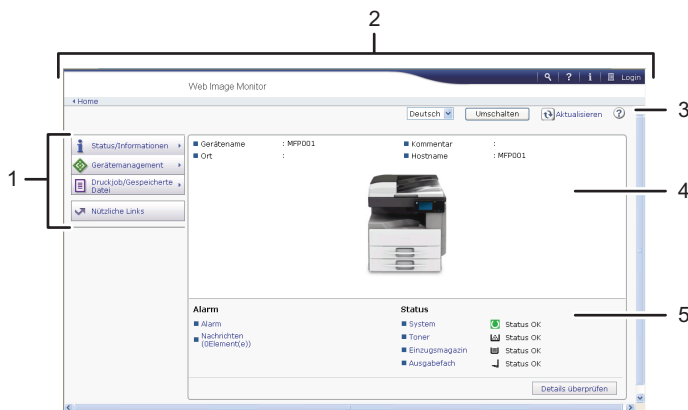 2
? i Login
Web Image Monitor
Home
Deutsch Umschalten Aktualisieren ?
3
1
Status/Informationen
Gerätemanagement
Druckjob/Gespeicherte
Datei
Nützliche Links
Gerätename : MFP001 Kommentar :
Ort : Hostname : MFP001
4
Alarm Status
5
Alarm System Status OK
Nachrichten
(0Element(e)) Toner Status OK
Einzugsmagazin Status OK
Ausgabefach Status OK
Details überprüfen